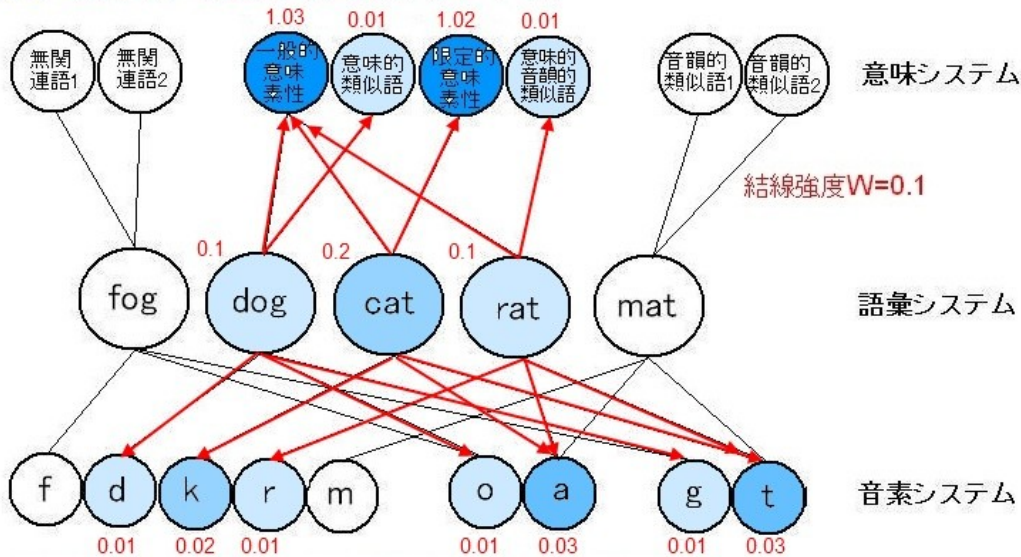 1.03 0.01 1.02 0.01
無関連語1
無関連語2
一般的意味素性
意味的類似語
限定的意味素性
意味的音韻的類似語
音韻的類似語1
音韻的類似語2
意味システム
結線強度W=0.1
0.1 0.2 0.1
fog dog cat rat mat
語彙システム
f d k r m o a g t
音素システム
0.01 0.02 0.01 0.01 0.03 0.01 0.03